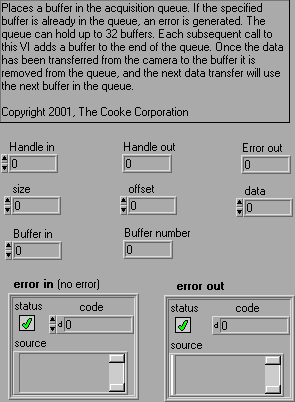 Places a buffer in the acquisition queue. If the specified
buffer is already in the queue, an error is generated. The
queue can hold up to 32 buffers. Each subsequent call to
this VI adds a buffer to the end of the queue. Once the data
has been transferred from the camera to the buffer it is
removed from the queue, and the next data transfer will use
the next buffer in the queue.
Copyright 2001, The Cooke Corporation
Handle in Handle out Error out
0 0 0
size offset data
0 0 0
Buffer in Buffer number
0 0
error in (no error) error out
status code status code
d 0 d 0
source source